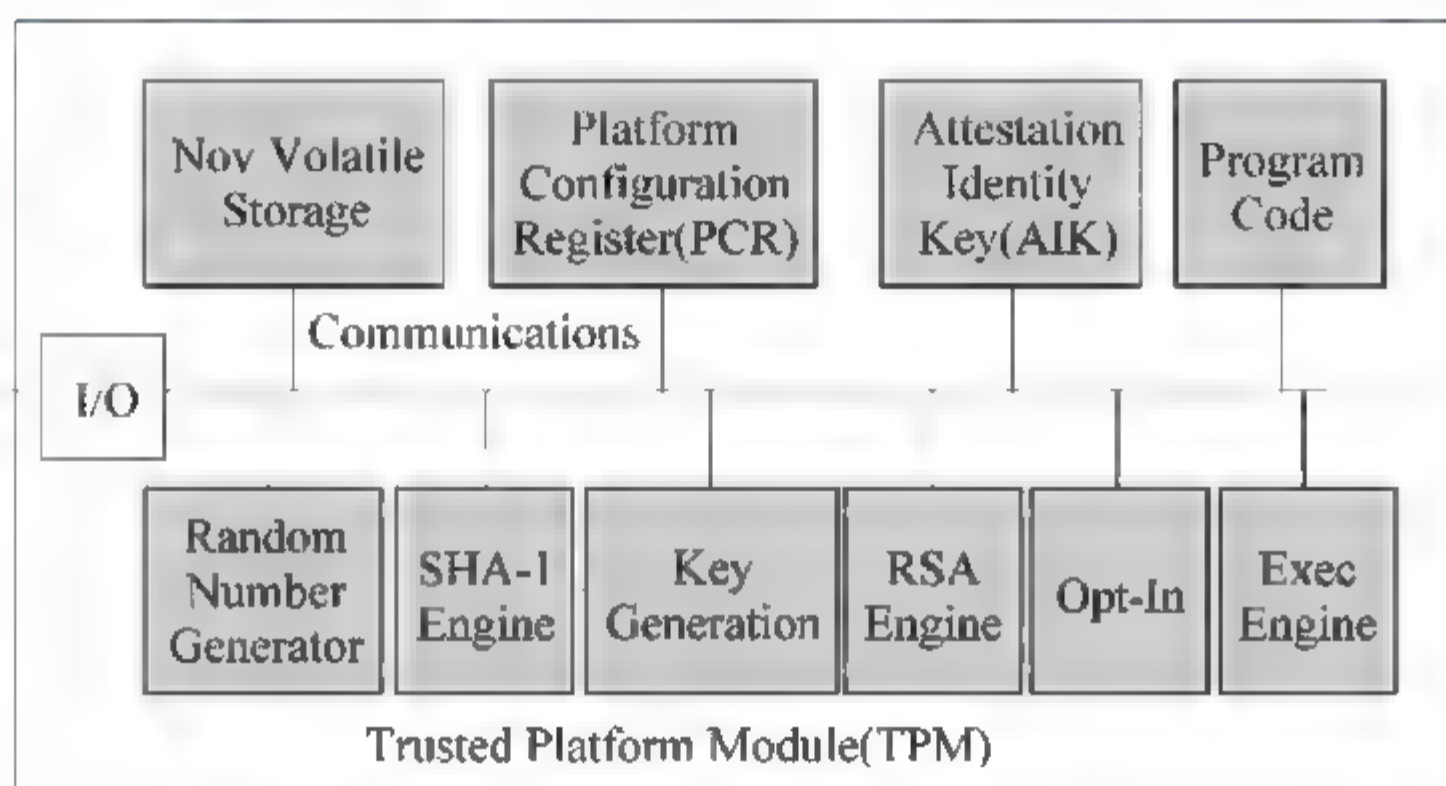 Nov Volatile
Storage
Platform
Configuration
Register(PCR)
Attestation
Identity
Key(AIK)
Program
Code
Communications
I/O
Random
Number
Generator
SHA-1
Engine
Key
Generation
RSA
Engine
Opt-In
Exec
Engine
Trusted Platform Module(TPM)